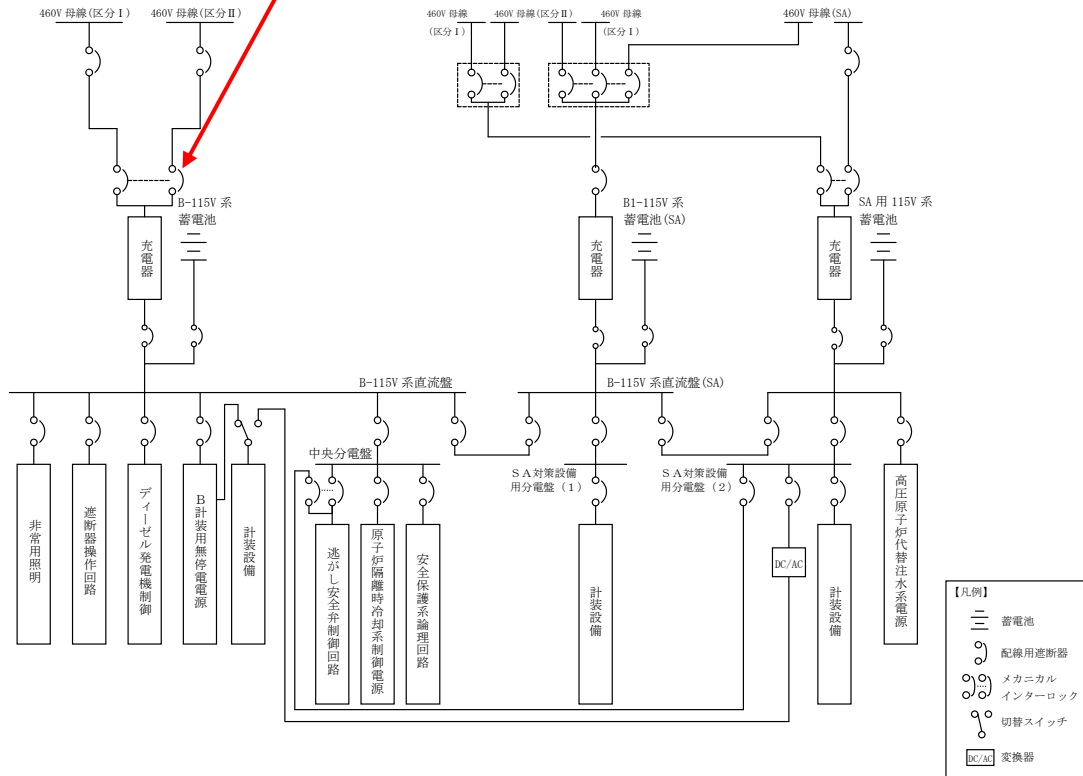 460V 母線(区分Ⅰ)
460V 母線(区分Ⅱ)
460V 母線
(区分Ⅰ)
460V 母線(区分Ⅱ)
460V 母線
(区分Ⅰ)
460V 母線(SA)
B-115V 系
蓄電池
充電器
B1-115V 系
蓄電池(SA)
充電器
SA 用 115V 系
蓄電池
充電器
B-115V 系直流盤
B-115V 系直流盤(SA)
中央分電盤
SA対策設備
用分電盤(1)
SA対策設備
用分電盤(2)
非常用照明
遮断器操作回路
ディーゼル発電機制御
B計装用無停電電源
計装設備
逃がし安全弁制御回路
原子炉隔離時冷却系制御電源
安全保護系論理回路
計装設備
DC/AC
計装設備
高圧原子炉代替注水系電源
【凡例】
蓄電池
配線用遮断器
メカニカル
インターロック
切替スイッチ
DC/AC 変換器